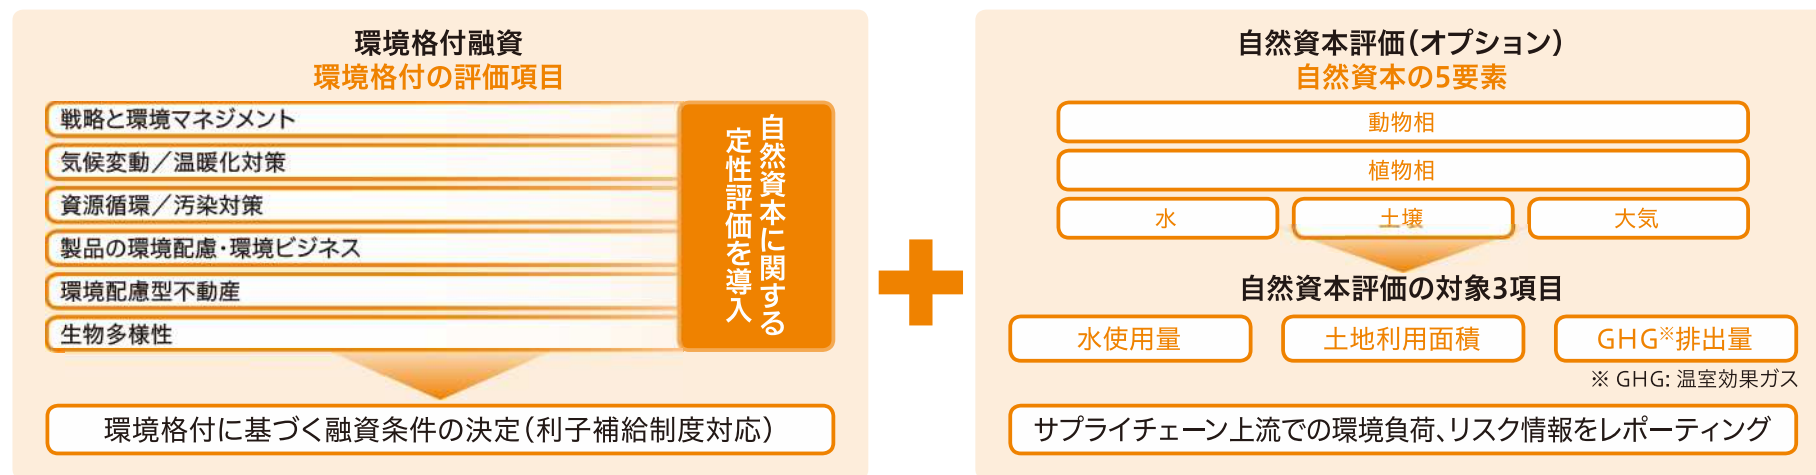 環境格付融資
環境格付の評価項目
戦略と環境マネジメント
気候変動／温暖化対策
資源循環／汚染対策
製品の環境配慮・環境ビジネス
環境配慮型不動産
生物多様性
自然資本に関する
定性評価を導入
環境格付に基づく融資条件の決定（利子補給制度対応）
自然資本評価（オプション）
自然資本の5要素
動物相
植物相
水
土壌
大気
自然資本評価の対象3項目
水使用量
土地利用面積
GHG※排出量
※ GHG: 温室効果ガス
サプライチェーン上流での環境負荷、リスク情報をレポーティング